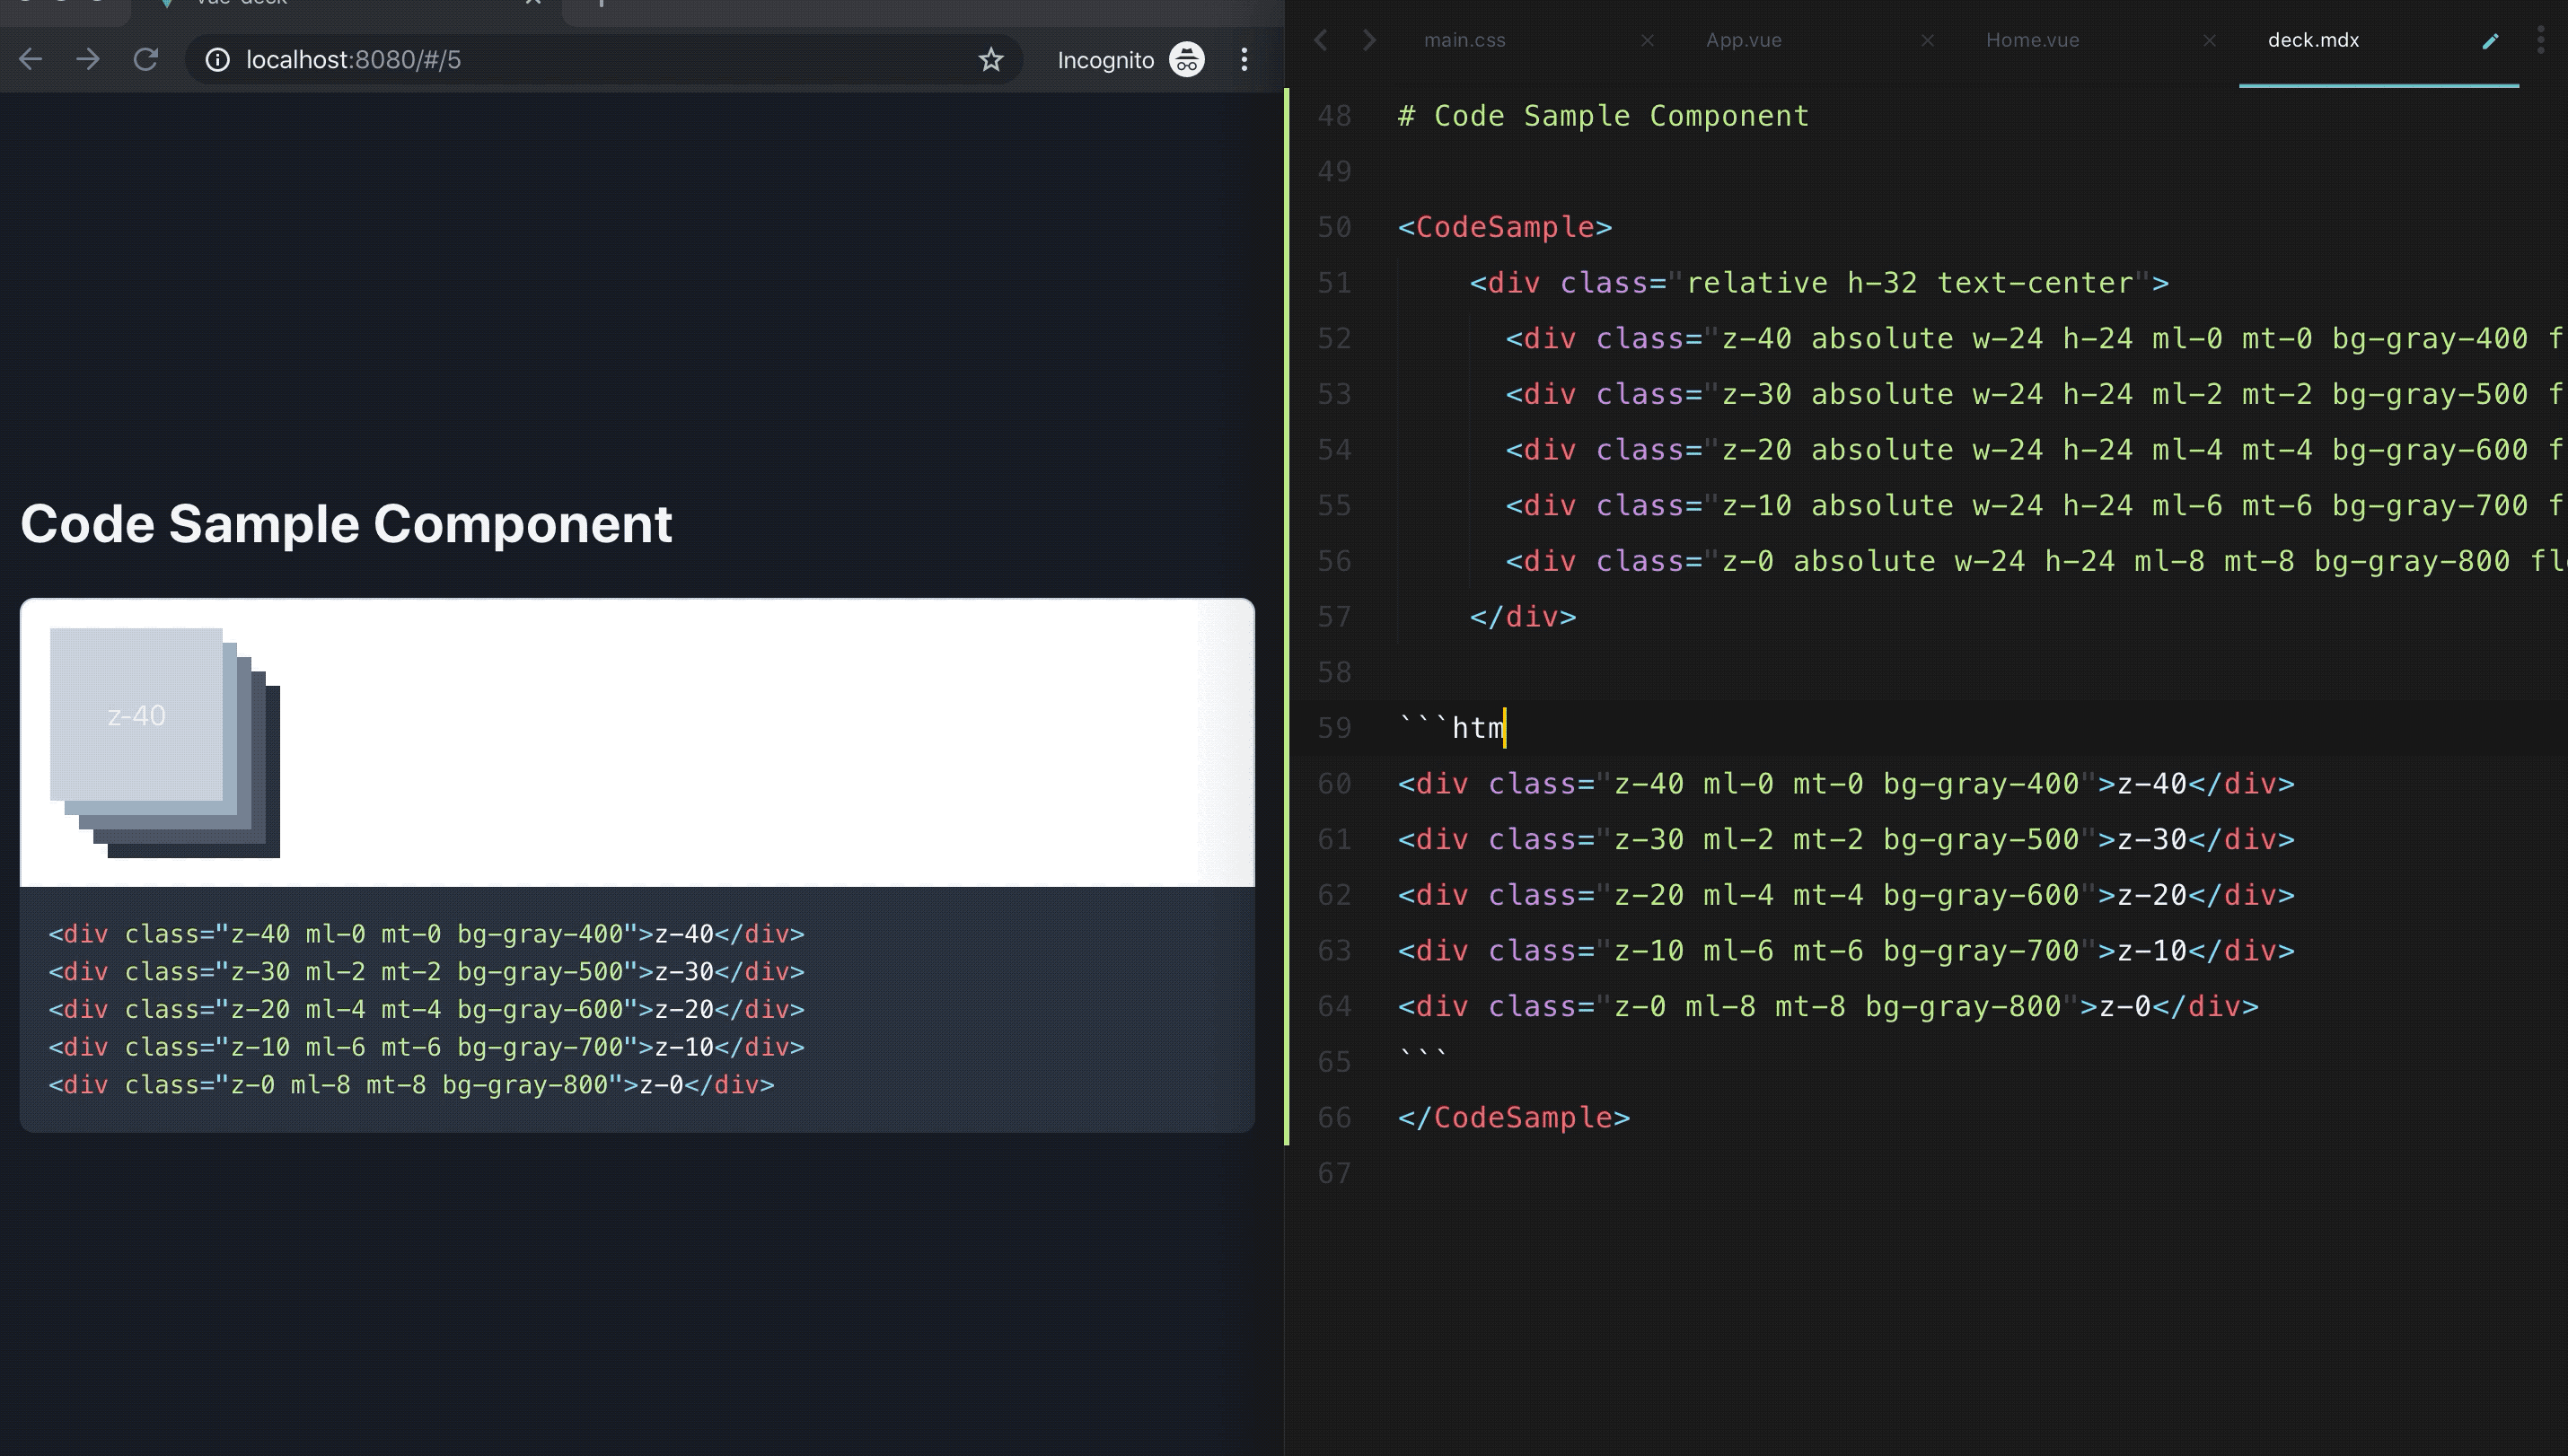 vue-deck
localhost:8080/#/5
Incognito
Code Sample Component
z-40
<div class="z-40 ml-0 mt-0 bg-gray-400">z-40</div>
<div class="z-30 ml-2 mt-2 bg-gray-500">z-30</div>
<div class="z-20 ml-4 mt-4 bg-gray-600">z-20</div>
<div class="z-10 ml-6 mt-6 bg-gray-700">z-10</div>
<div class="z-0 ml-8 mt-8 bg-gray-800">z-0</div>
main.css
App.vue
Home.vue
deck.mdx
48 # Code Sample Component
49
50 <CodeSample>
51 <div class="relative h-32 text-center">
52 <div class="z-40 absolute w-24 h-24 ml-0 mt-0 bg-gray-400 f
53 <div class="z-30 absolute w-24 h-24 ml-2 mt-2 bg-gray-500 f
54 <div class="z-20 absolute w-24 h-24 ml-4 mt-4 bg-gray-600 f
55 <div class="z-10 absolute w-24 h-24 ml-6 mt-6 bg-gray-700 f
56 <div class="z-0 absolute w-24 h-24 ml-8 mt-8 bg-gray-800 fl
57 </div>
58
59 ```htm
60 <div class="z-40 ml-0 mt-0 bg-gray-400">z-40</div>
61 <div class="z-30 ml-2 mt-2 bg-gray-500">z-30</div>
62 <div class="z-20 ml-4 mt-4 bg-gray-600">z-20</div>
63 <div class="z-10 ml-6 mt-6 bg-gray-700">z-10</div>
64 <div class="z-0 ml-8 mt-8 bg-gray-800">z-0</div>
65 ```
66 </CodeSample>
67